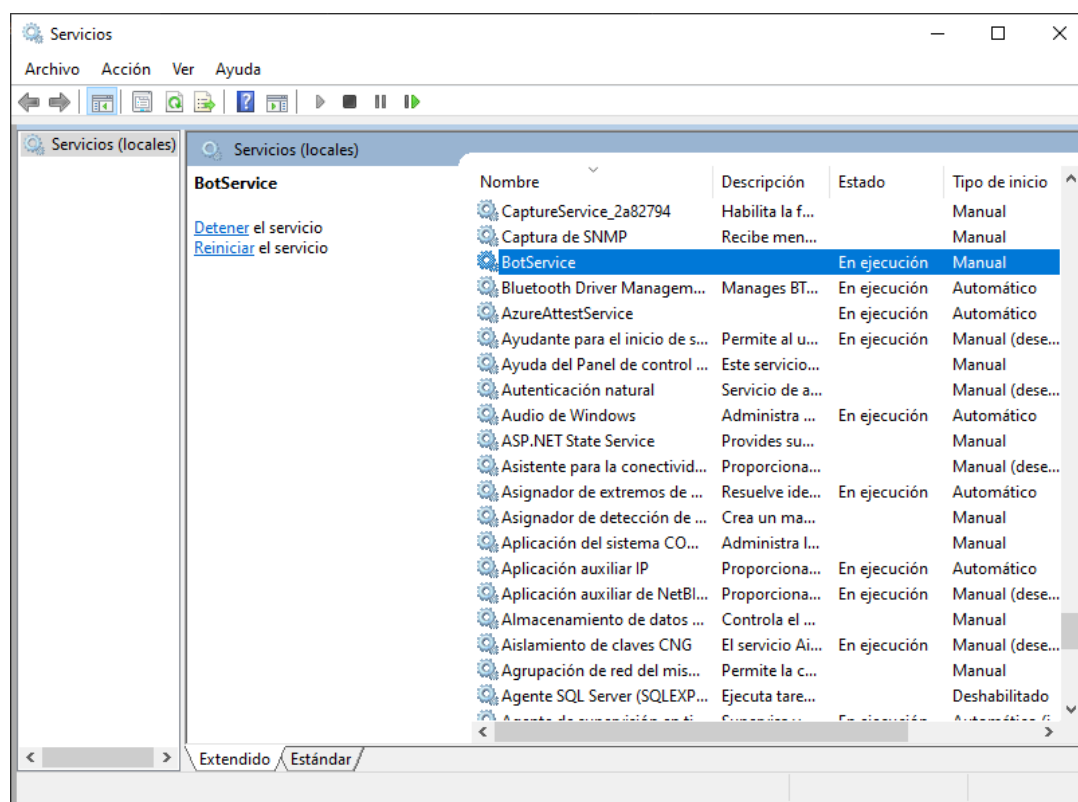 Servicios
Archivo Acción Ver Ayuda
Servicios (locales)
Servicios (locales)
BotService
Detener el servicio
Reiniciar el servicio
Nombre Descripción Estado Tipo de inicio
CaptureService_2a82794 Habilita la f... Manual
Captura de SNMP Recibe men... Manual
BotService En ejecución Manual
Bluetooth Driver Managem... Manages BT... En ejecución Automático
AzureAttestService En ejecución Automático
Ayudante para el inicio de s... Permite al u... En ejecución Manual (dese...
Ayuda del Panel de control ... Este servicio... Manual
Autenticación natural Servicio de a... Manual (dese...
Audio de Windows Administra ... En ejecución Automático
ASP.NET State Service Provides su... Manual
Asistente para la conectivid... Proporciona... Manual (dese...
Asignador de extremos de ... Resuelve ide... En ejecución Automático
Asignador de detección de ... Crea un ma... Manual
Aplicación del sistema CO... Administra l... Manual
Aplicación auxiliar IP Proporciona... En ejecución Automático
Aplicación auxiliar de NetBI... Proporciona... En ejecución Manual (dese...
Almacenamiento de datos ... Controla el ... Manual
Aislamiento de claves CNG El servicio Ai... En ejecución Manual (dese...
Agrupación de red del mis... Permite la c... Manual
Agente SQL Server (SQLEXP... Ejecuta tare... Deshabilitado
Extendido Estándar